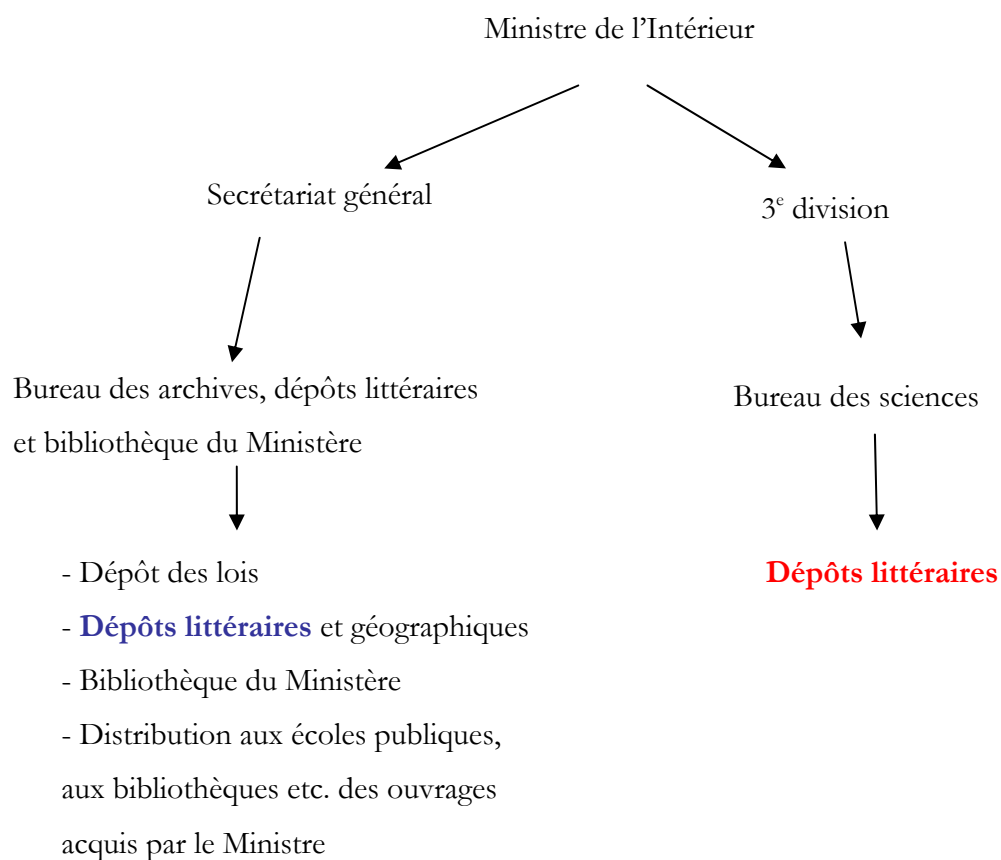 Ministre de l’Intérieur
Secrétariat général
3e division
Bureau des archives, dépôts littéraires
et bibliothèque du Ministère
Bureau des sciences
- Dépôt des lois
- Dépôts littéraires et géographiques
- Bibliothèque du Ministère
- Distribution aux écoles publiques,
aux bibliothèques etc. des ouvrages
acquis par le Ministre
Dépôts littéraires